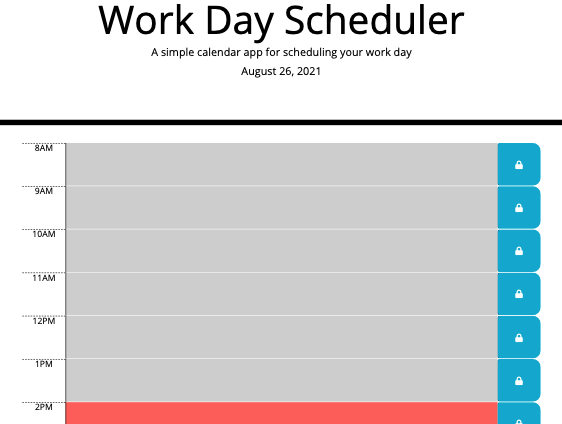 Work Day Scheduler
A simple calendar app for scheduling your work day
August 26, 2021
8AM
9AM
10AM
11AM
12PM
1PM
2PM